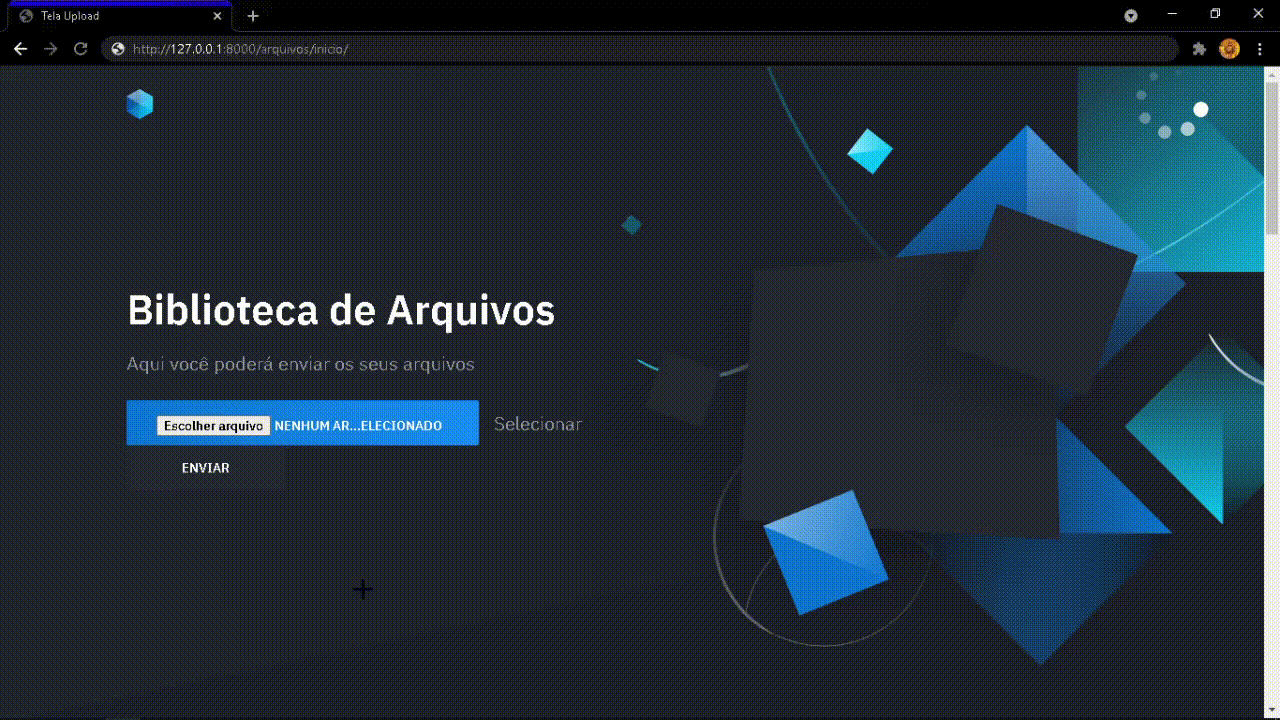 Tela Upload
http://127.0.0.1:8000/arquivos/inicio/
Biblioteca de Arquivos
Aqui você poderá enviar os seus arquivos
Escolher arquivo NENHUM AR...ELECIONADO
Selecionar
ENVIAR